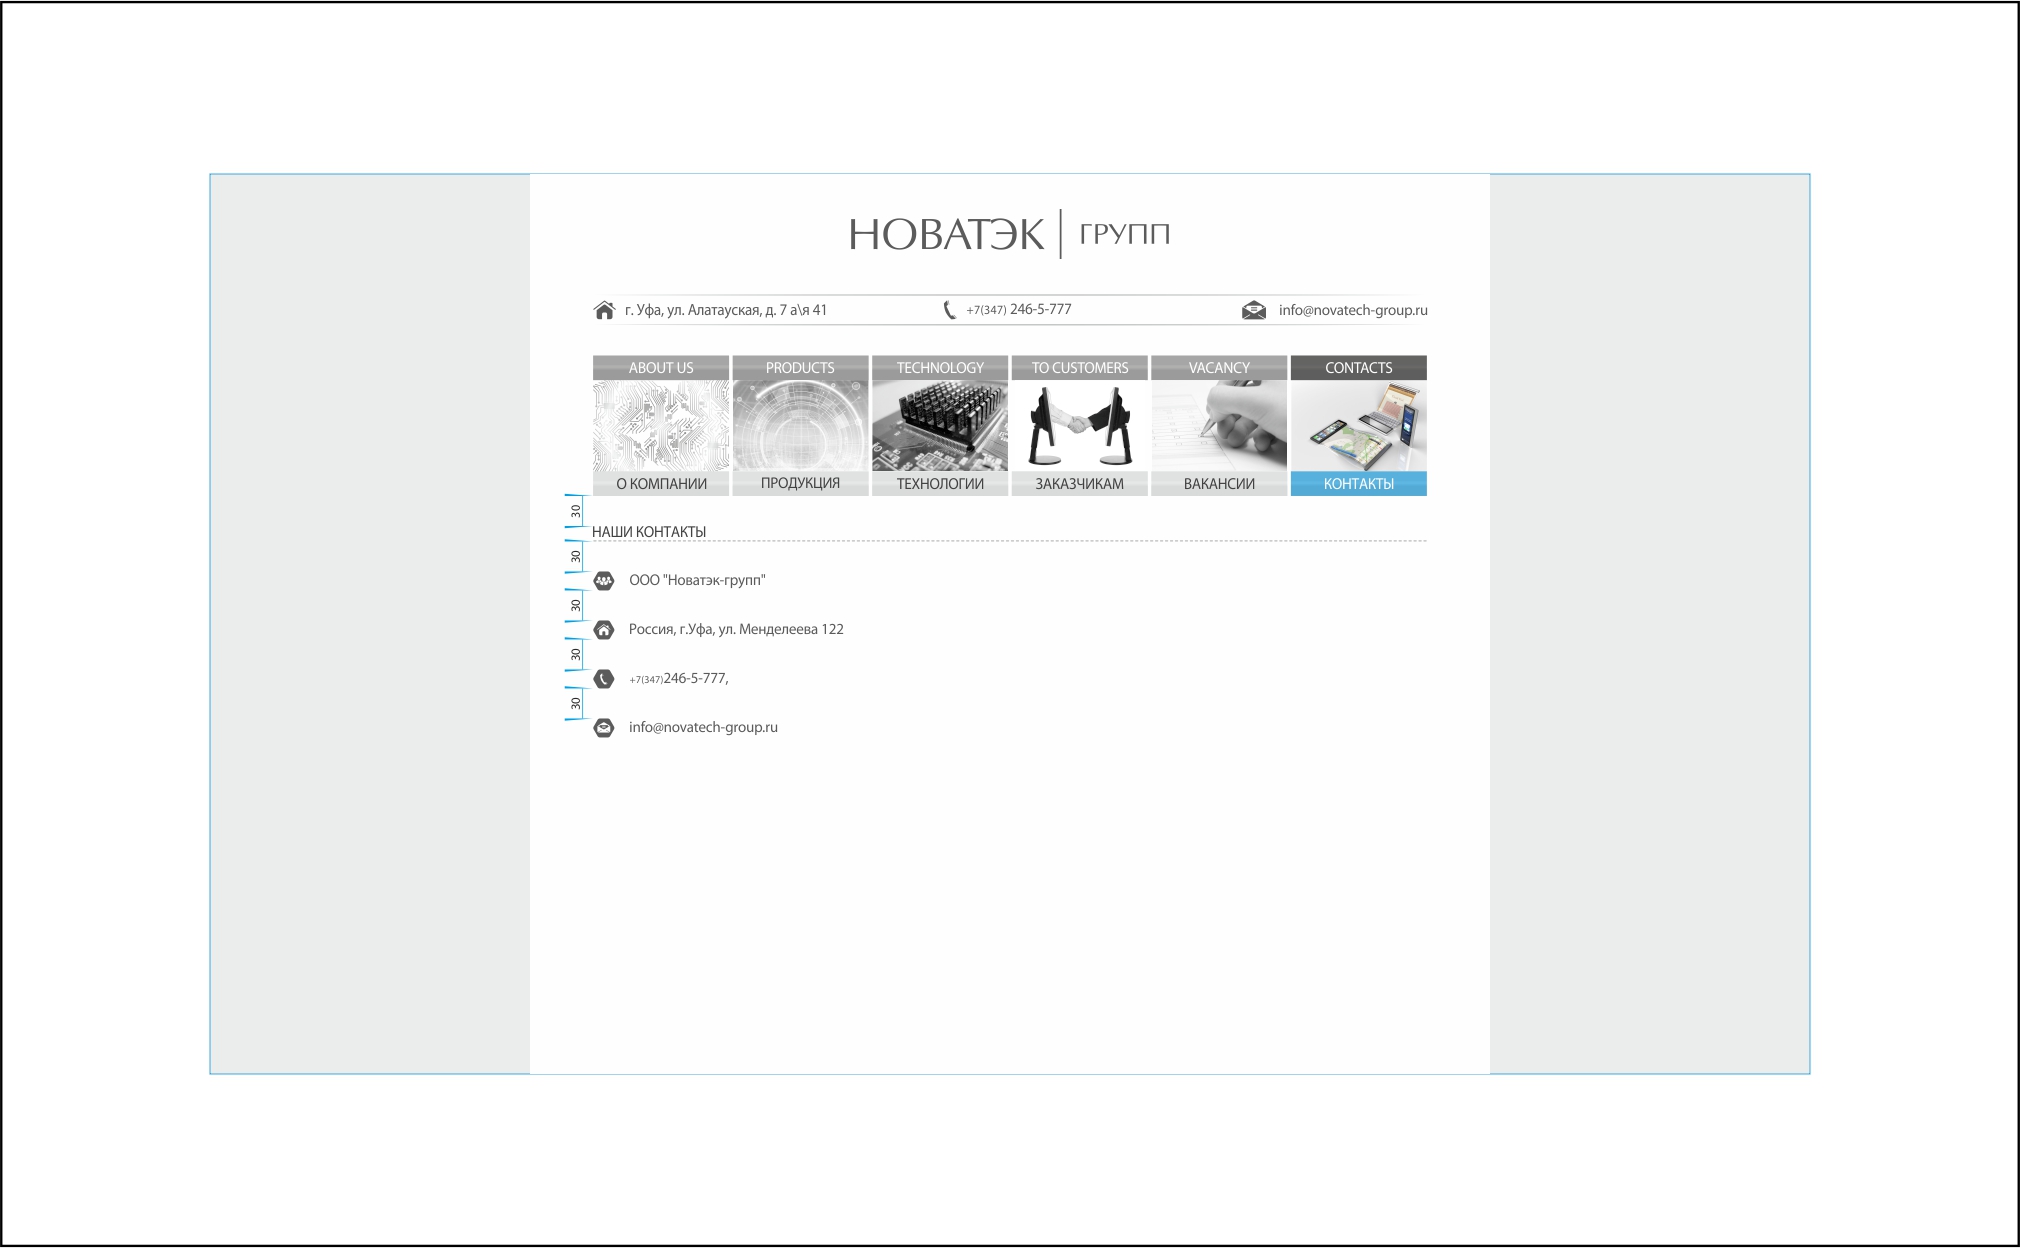 НОВАТЭК | ГРУПП
г. Уфа, ул. Алатауская, д. 7 а\я 41
+7(347) 246-5-777
info@novatech-group.ru
ABOUT US
PRODUCTS
TECHNOLOGY
TO CUSTOMERS
VACANCY
CONTACTS
О КОМПАНИИ
ПРОДУКЦИЯ
ТЕХНОЛОГИИ
ЗАКАЗЧИКАМ
ВАКАНСИИ
КОНТАКТЫ
30
НАШИ КОНТАКТЫ
30
ООО "Новатэк-групп"
30
Россия, г.Уфа, ул. Менделеева 122
30
+7(347)246-5-777,
30
info@novatech-group.ru